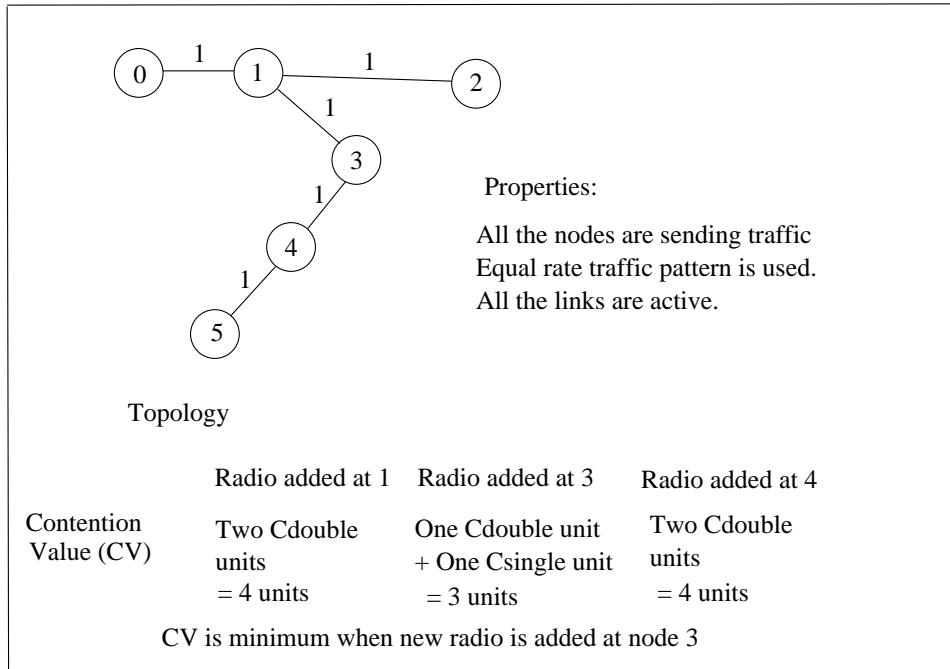 1
1
0
1
2
1
3
1
4
1
5
Properties:
All the nodes are sending traffic
Equal rate traffic pattern is used.
All the links are active.
Topology
Radio added at 1
Radio added at 3
Radio added at 4
Contention
Value (CV)
Two Cdouble
units
= 4 units
One Cdouble unit
+ One Csingle unit
= 3 units
Two Cdouble
units
= 4 units
CV is minimum when new radio is added at node 3